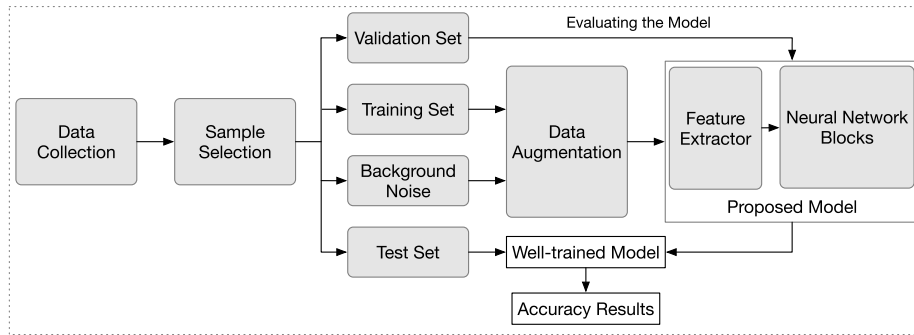 Evaluating the Model
Validation Set
Data
Collection
Sample
Selection
Training Set
Background
Noise
Test Set
Data
Augmentation
Feature
Extractor
Neural Network
Blocks
Proposed Model
Well-trained Model
Accuracy Results